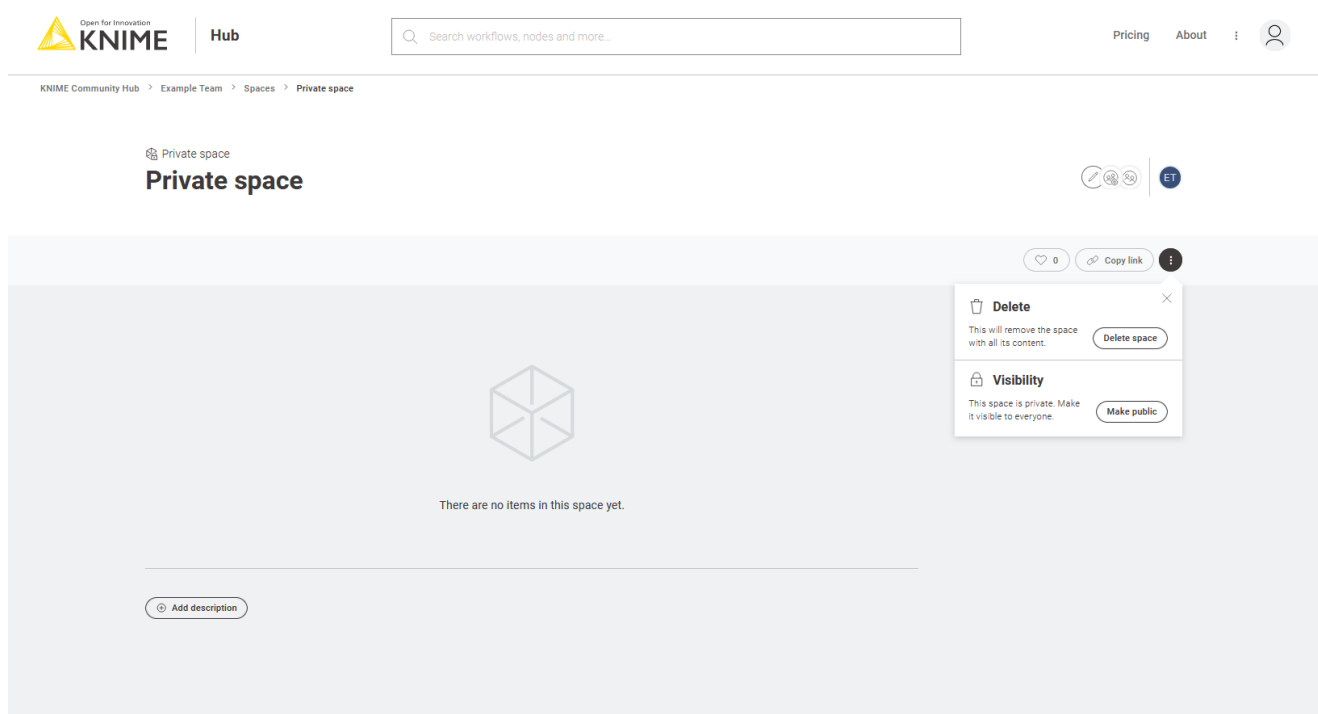 Open for Innovation
KNIME
Hub
Search workflows, nodes and more...
Pricing
About
KNIME Community Hub > Example Team > Spaces > Private space
Private space
Private space
ET
0
Copy link
Delete
This will remove the space
with all its content.
Delete space
Visibility
This space is private. Make
it visible to everyone.
Make public
There are no items in this space yet.
Add description